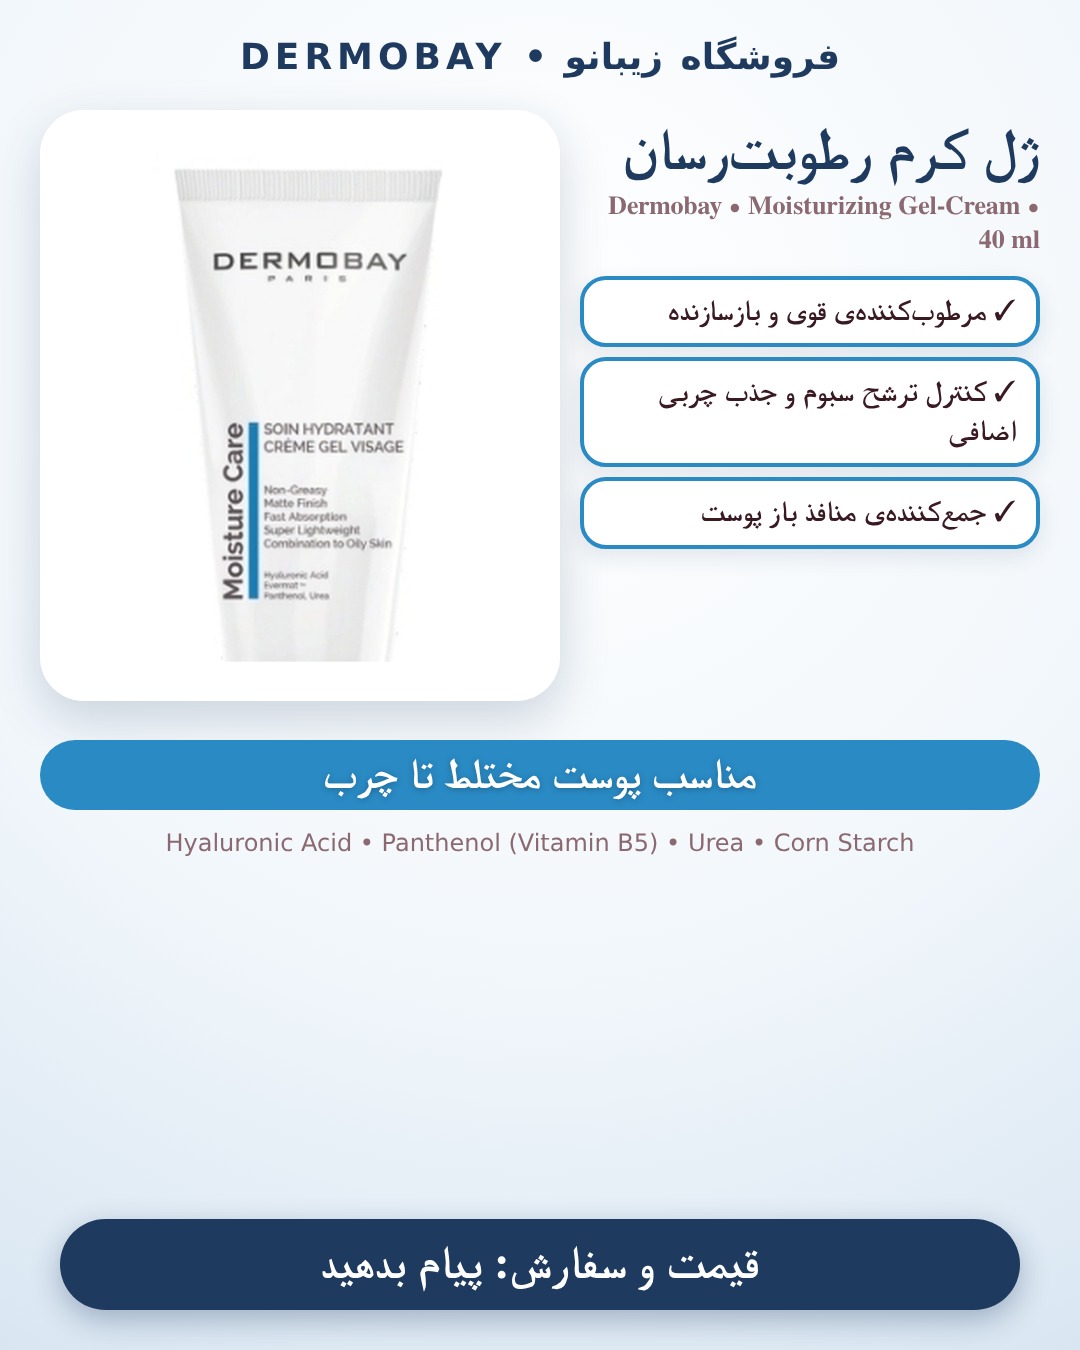 فروشگاه زیبانو • DERMOBAY
ژل کرم رطوبت‌رسان
Dermobay • Moisturizing Gel-Cream •
40 ml
✓ مرطوب‌کننده‌ی قوی و بازسازنده
✓ کنترل ترشح سبوم و جذب چربی
اضافی
✓ جمع‌کننده‌ی منافذ باز پوست
DERMOBAY
PARIS
Moisture Care
SOIN HYDRATANT
CRÈME GEL VISAGE
Non-Greasy
Matte Finish
Fast Absorption
Super Lightweight
Combination to Oily Skin
Hyaluronic Acid
Evermat™
Panthenol, Urea
مناسب پوست مختلط تا چرب
Hyaluronic Acid • Panthenol (Vitamin B5) • Urea • Corn Starch
قیمت و سفارش: پیام بدهید